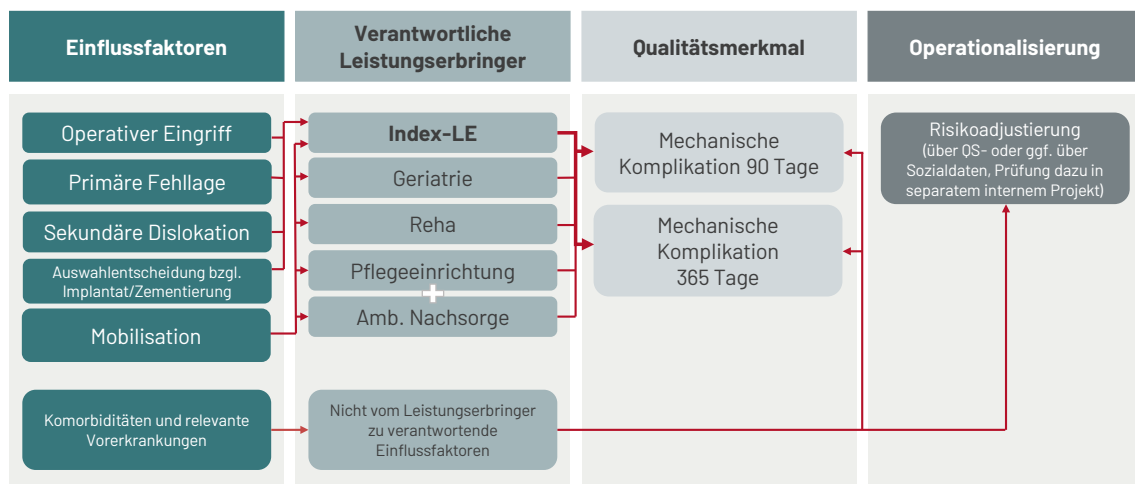 Einflussfaktoren
Verantwortliche
Leistungserbringer
Qualitätsmerkmal
Operationalisierung
Operativer Eingriff
Primäre Fehllage
Sekundäre Dislokation
Auswahlentscheidung bzgl.
Implantat/Zementierung
Mobilisation
Komorbiditäten und relevante
Vorerkrankungen
Index-LE
Geriatrie
Reha
Pflegeeinrichtung
Amb. Nachsorge
Nicht vom Leistungserbringer
zu verantwortende
Einflussfaktoren
Mechanische
Komplikation 90 Tage
Mechanische
Komplikation
365 Tage
Risikoadjustierung
(über QS- oder ggf. über
Sozialdaten, Prüfung dazu in
separatem internem Projekt)